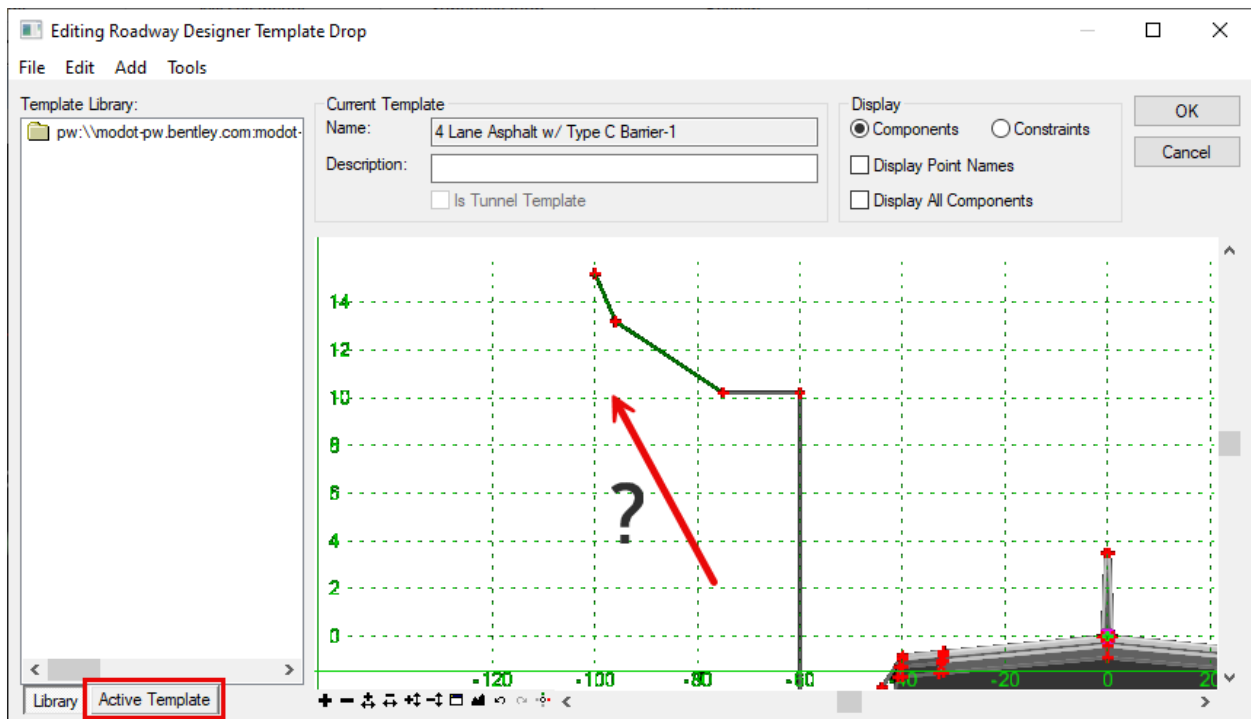 Editing Roadway Designer Template Drop
File Edit Add Tools
Template Library:
pw:\\modot-pw.bentley.com:modot-
Current Template
Name:
4 Lane Asphalt w/ Type C Barrier-1
Description:
Is Tunnel Template
Display
Components
Constraints
Display Point Names
Display All Components
OK
Cancel
14
12
10
8
6
4
2
0
?
-120 -100 -80 -60 -40 -20 0 20
Library
Active Template